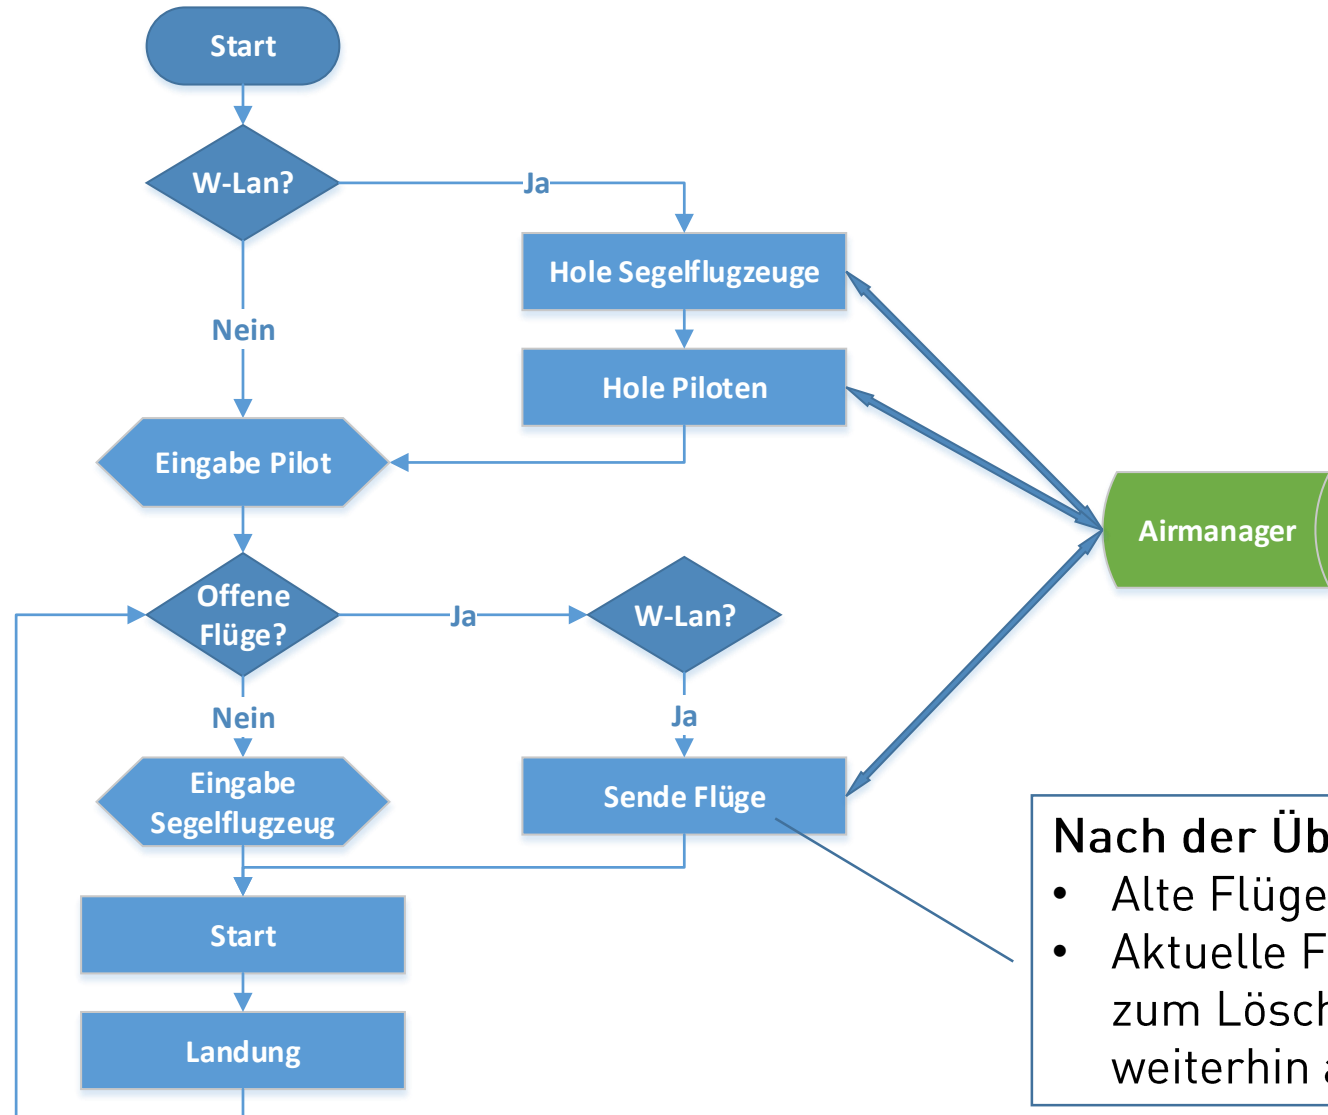 Start
W-Lan?
Ja
Hole Segelflugzeuge
Nein
Hole Piloten
Eingabe Pilot
Airmanager
Offene
Flüge?
Ja
W-Lan?
Nein
Ja
Eingabe
Segelflugzeug
Sende Flüge
Nach der Üb
• Alte Flüge
• Aktuelle F
zum Lösch
weiterhin a
Start
Landung